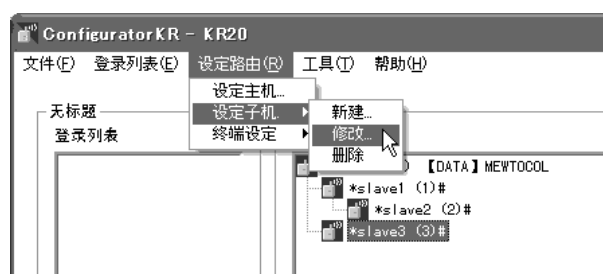 ConfiguratorKR - KR20
文件(F) 登录列表(E) 设定路由(R) 工具(T) 帮助(H)
设定主机...
设定子机.
终端设定
新建...
修改...
删除
无标题
登录列表
) 【DATA】MEWTOCOL
*slave1 (1)#
*slave2 (2)#
*slave3 (3)#